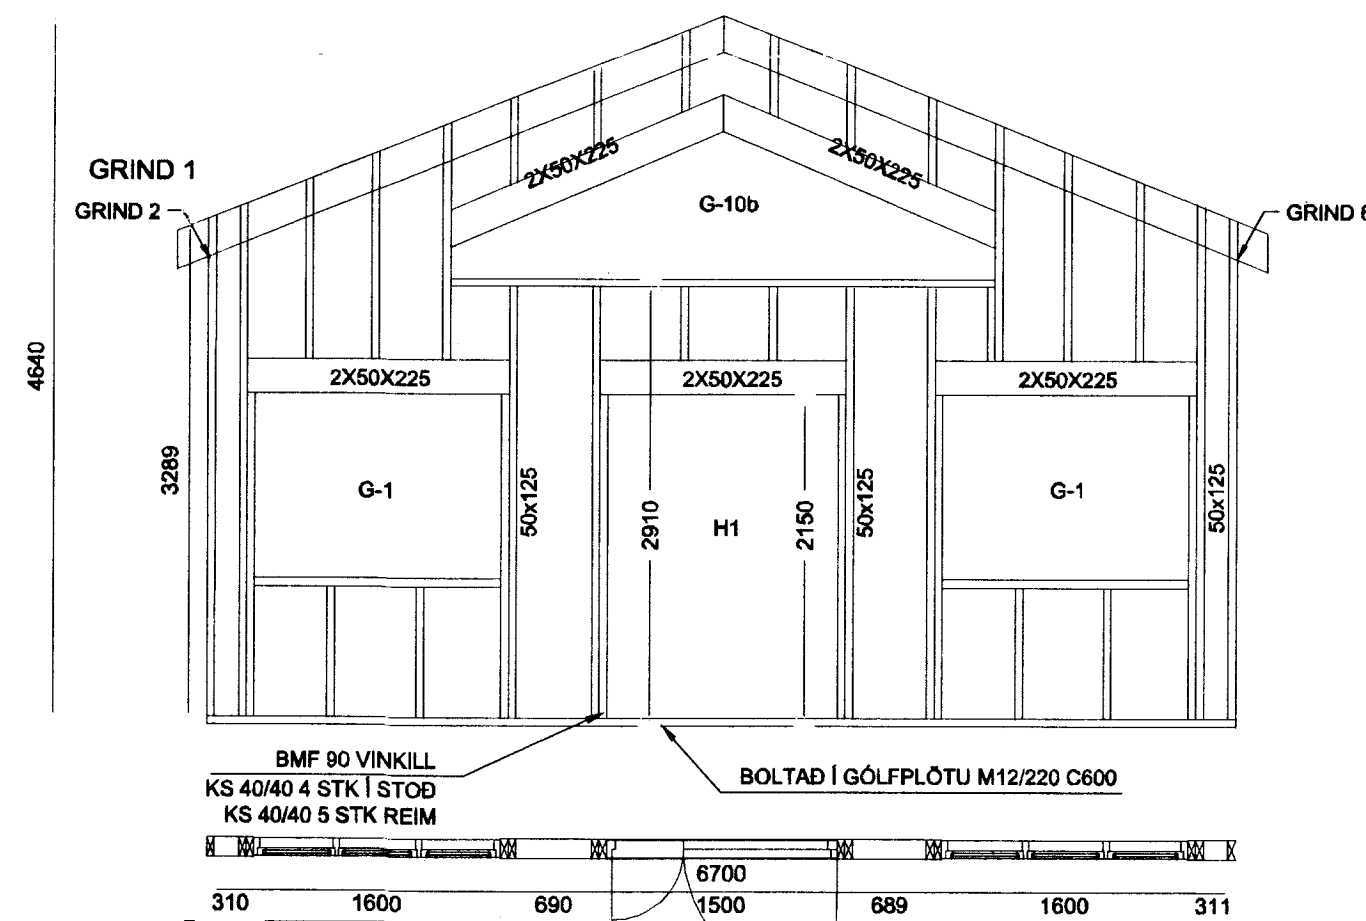 GRIND 1
GRIND 2
GRIND 6
2X50X225
2X50X225
G-10b
4640
3289
2X50X225
2X50X225
2X50X225
G-1
50x125
2910
H1
2150
50x125
G-1
50x125
BMF 90 VINKILL
KS 40/40 4 STK Í STOÐ
KS 40/40 5 STK REIM
BOLTAÐ Í GÓLFPLÖTU M12/220 C600
6700
310 1600 690 1500 689 1600 311